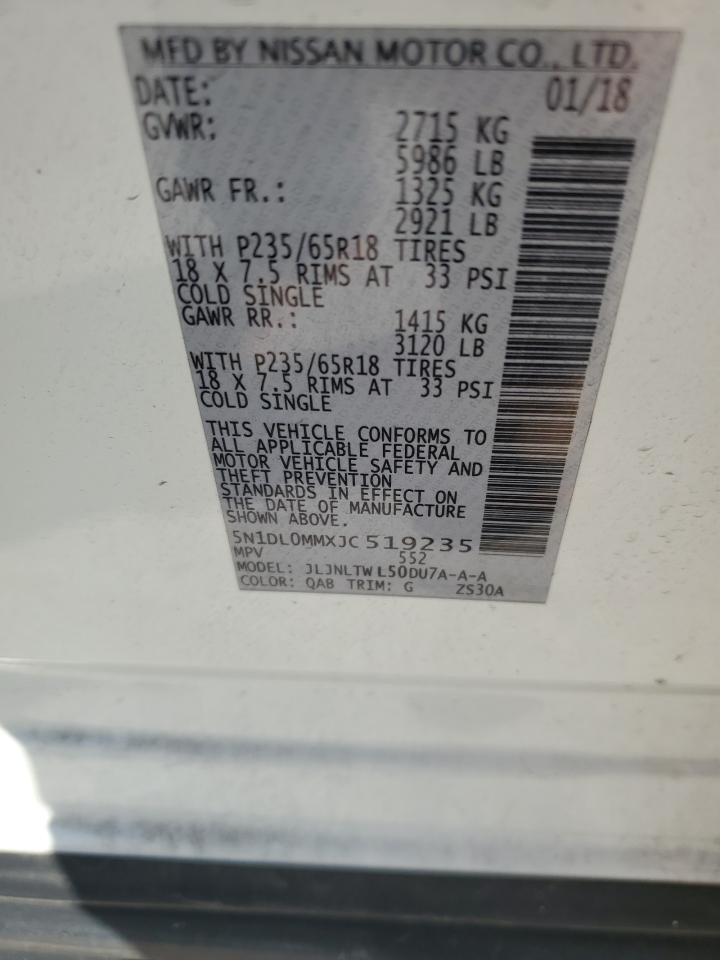 MFD BY NISSAN MOTOR CO., LTD.
DATE: 01/18
GVWR: 2715 KG
5986 LB
GAWR FR.: 1325 KG
2921 LB
WITH P235/65R18 TIRES
18 X 7.5 RIMS AT 33 PSI
COLD SINGLE
GAWR RR.: 1415 KG
3120 LB
WITH P235/65R18 TIRES
18 X 7.5 RIMS AT 33 PSI
COLD SINGLE
THIS VEHICLE CONFORMS TO
ALL APPLICABLE FEDERAL
MOTOR VEHICLE SAFETY AND
THEFT PREVENTION
STANDARDS IN EFFECT ON
THE DATE OF MANUFACTURE
SHOWN ABOVE.
5N1DL0MMXJC519235
MPV 552
MODEL: JLJNLTWL50DU7A-A-A
COLOR: QAB TRIM: G ZS30A